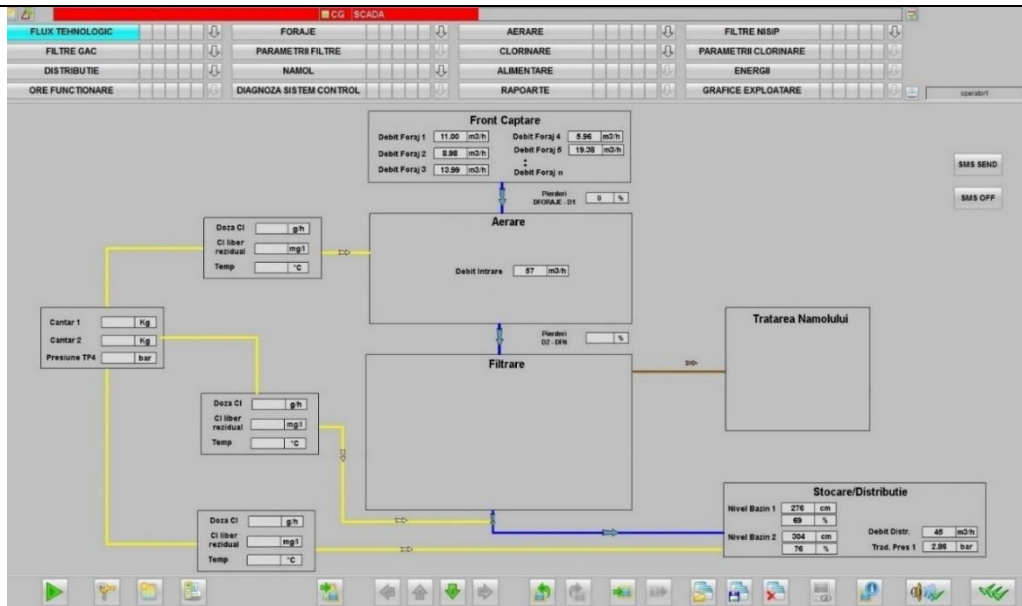 CG SCADA
FLUX TEHNOLOGIC FORAJE AERARE FILTRE NISIP
FILTRE GAC PARAMETRII FILTRE CLORINARE PARAMETRII CLORINARE
DISTRIBUTIE NAMOL ALIMENTARE ENERGII
ORE FUNCTIONARE DIAGNOZA SISTEM CONTROL RAPOARTE GRAFICE EXPLOATARE operator1
Front Captare
Debit Foraj 1 11.00 m3/h Debit Foraj 4 5.96 m3/h
Debit Foraj 2 8.98 m3/h Debit Foraj 5 19.38 m3/h
Debit Foraj 3 13.99 m3/h Debit Foraj n
SMS SEND
SMS OFF
Pierderi
DFORAJE - D1 0 %
Aerare
Debit Intrare 57 m3/h
Doza Cl g/h
Cl liber
rezidual mg/l
Temp °C
Cantar 1 Kg
Cantar 2 Kg
Presiune TP4 bar
Pierderi
D2 - DFN %
Filtrare
Tratarea Namolului
Doza Cl g/h
Cl liber
rezidual mg/l
Temp °C
Stocare/Distributie
Nivel Bazin 1 276 cm
69 %
Nivel Bazin 2 304 cm
76 %
Debit Distr. 45 m3/h
Trad. Pres 1 2.86 bar
Doza Cl g/h
Cl liber
rezidual mg/l
Temp °C